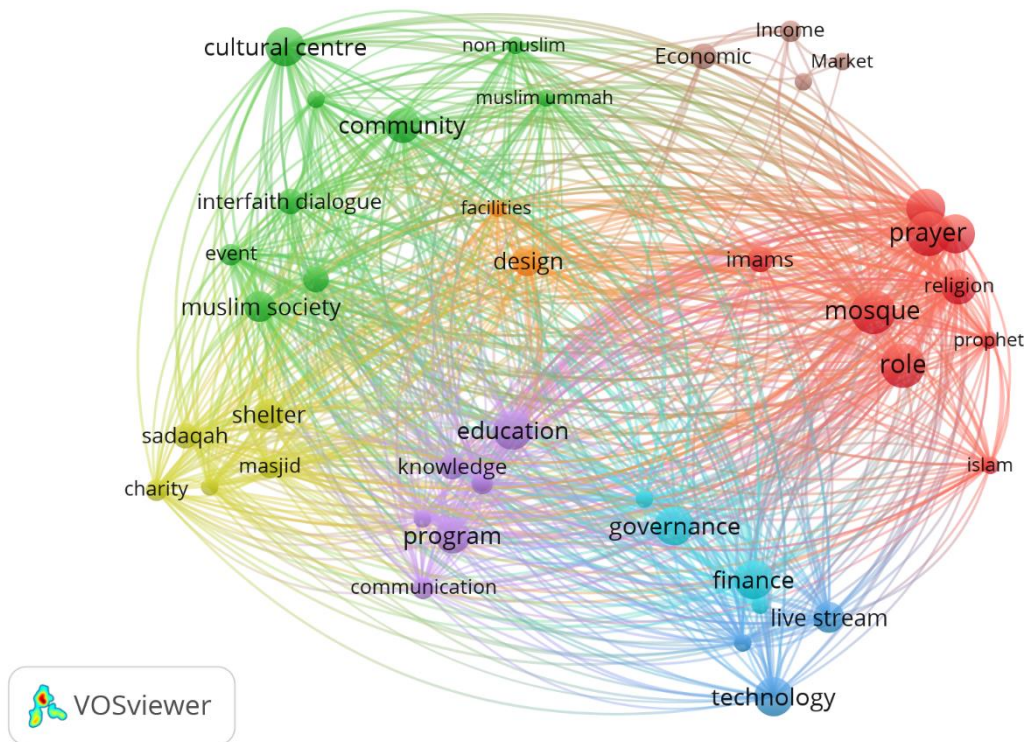 Income
cultural centre
non muslim
Economic
Market
muslim ummah
community
interfaith dialogue
facilities
prayer
event
design
imams
religion
muslim society
mosque
prophet
role
shelter
sadaqah
education
masjid
knowledge
islam
charity
governance
program
finance
communication
live stream
technology
VOSviewer